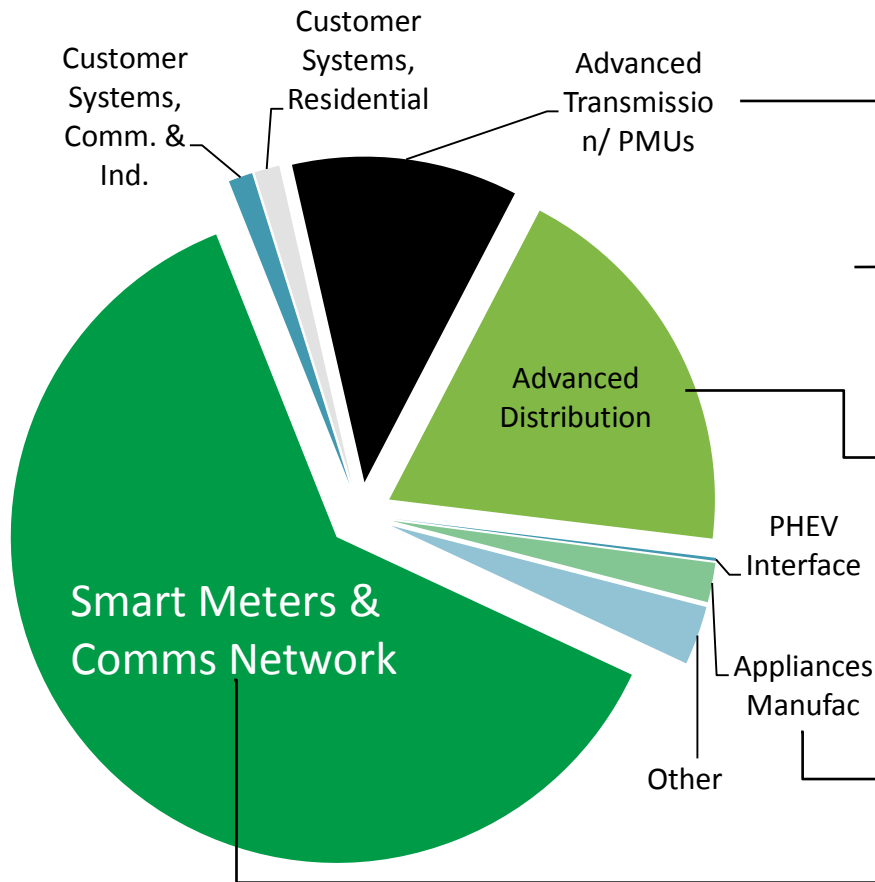 Customer
Systems,
Comm. &
Ind.
Customer
Systems,
Residential
Advanced
Transmissio
n/ PMUs
Advanced
Distribution
PHEV
Interface
Appliances
Manufac
Other
Smart Meters &
Comms Network